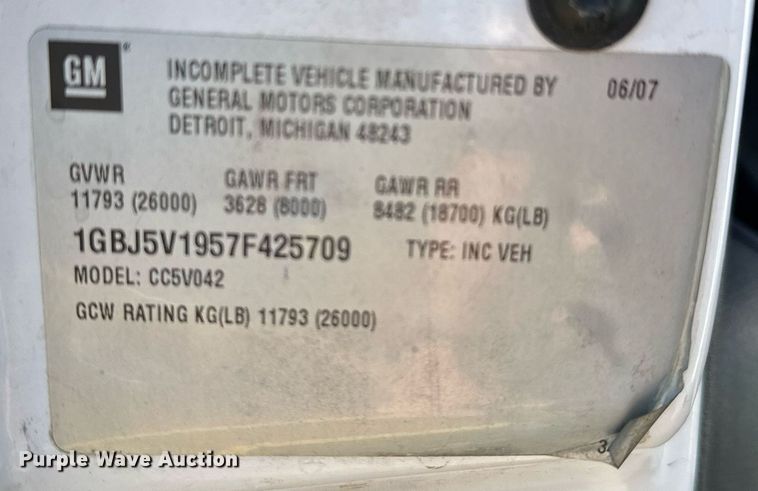 GM®
INCOMPLETE VEHICLE MANUFACTURED BY 06/07
GENERAL MOTORS CORPORATION
DETROIT, MICHIGAN 48243
GVWR GAWR FRT GAWR RR
11793 (26000) 3628 (8000) 8482 (18700) KG(LB)
1GBJ5V1957F425709 TYPE: INC VEH
MODEL: CC5V042
GCW RATING KG(LB) 11793 (26000)
3
Purple Wave Auction